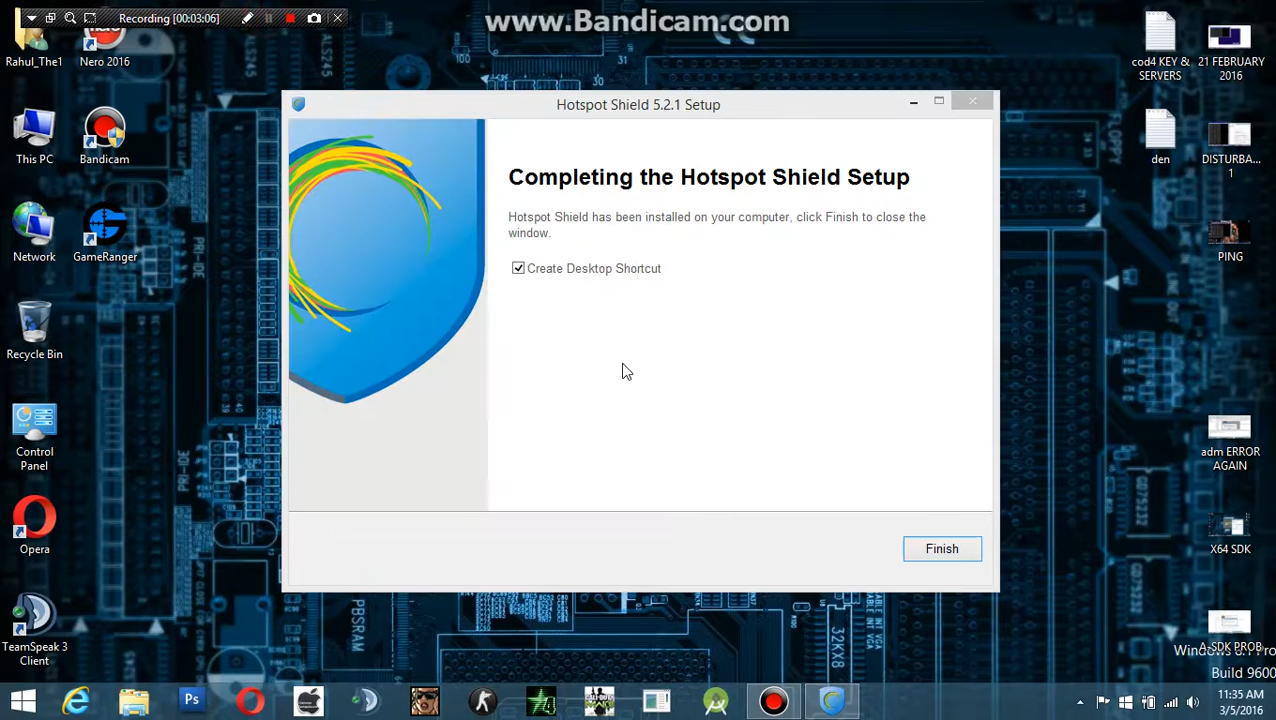 Recording [00:03:06]
www.Bandicam.com
Rahul_The1
Nero 2016
cod4 KEY &
SERVERS
21 FEBRUARY
2016
Hotspot Shield 5.2.1 Setup
This PC
Bandicam
den
DISTURBA...
1
Completing the Hotspot Shield Setup
Hotspot Shield has been installed on your computer, click Finish to close the
window.
Create Desktop Shortcut
Network
GameRanger
PING
Recycle Bin
Control
Panel
adm ERROR
AGAIN
Opera
Finish
X64 SDK
TeamSpeak 3
Client
PBSRAM
Build 9600
Ps
11:35 AM
3/5/2016